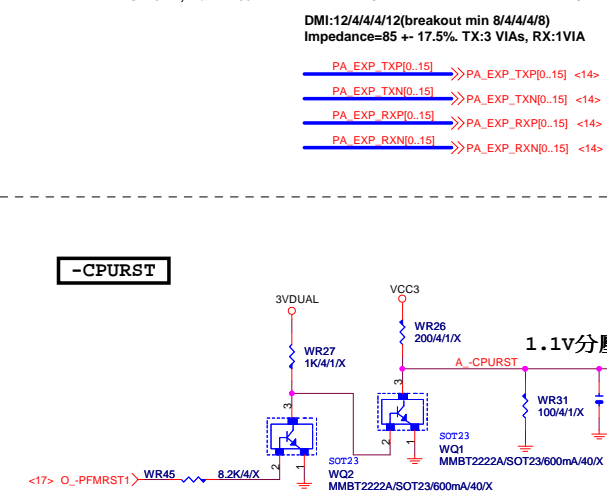 DMI:12/4/4/4/12(breakout min 8/4/4/4/8)
Impedance=85 +- 17.5%. TX:3 VIAs, RX:1VIA
PA_EXP_TXP[0..15] PA_EXP_TXP[0..15] <14>
PA_EXP_TXN[0..15] PA_EXP_TXN[0..15] <14>
PA_EXP_RXP[0..15] PA_EXP_RXP[0..15] <14>
PA_EXP_RXN[0..15] PA_EXP_RXN[0..15] <14>
-CPURST
3VDUAL
VCC3
WR26
200/4/1/X
WR27
1K/4/1/X
1.1V分
A_-CPURST
WR31
100/4/1/X
3
3
2
1
SOT23
WQ1
MMBT2222A/SOT23/600mA/40/X
2
1
SOT23
WQ2
MMBT2222A/SOT23/600mA/40/X
<17> O_-PFMRST1 WR45 8.2K/4/X